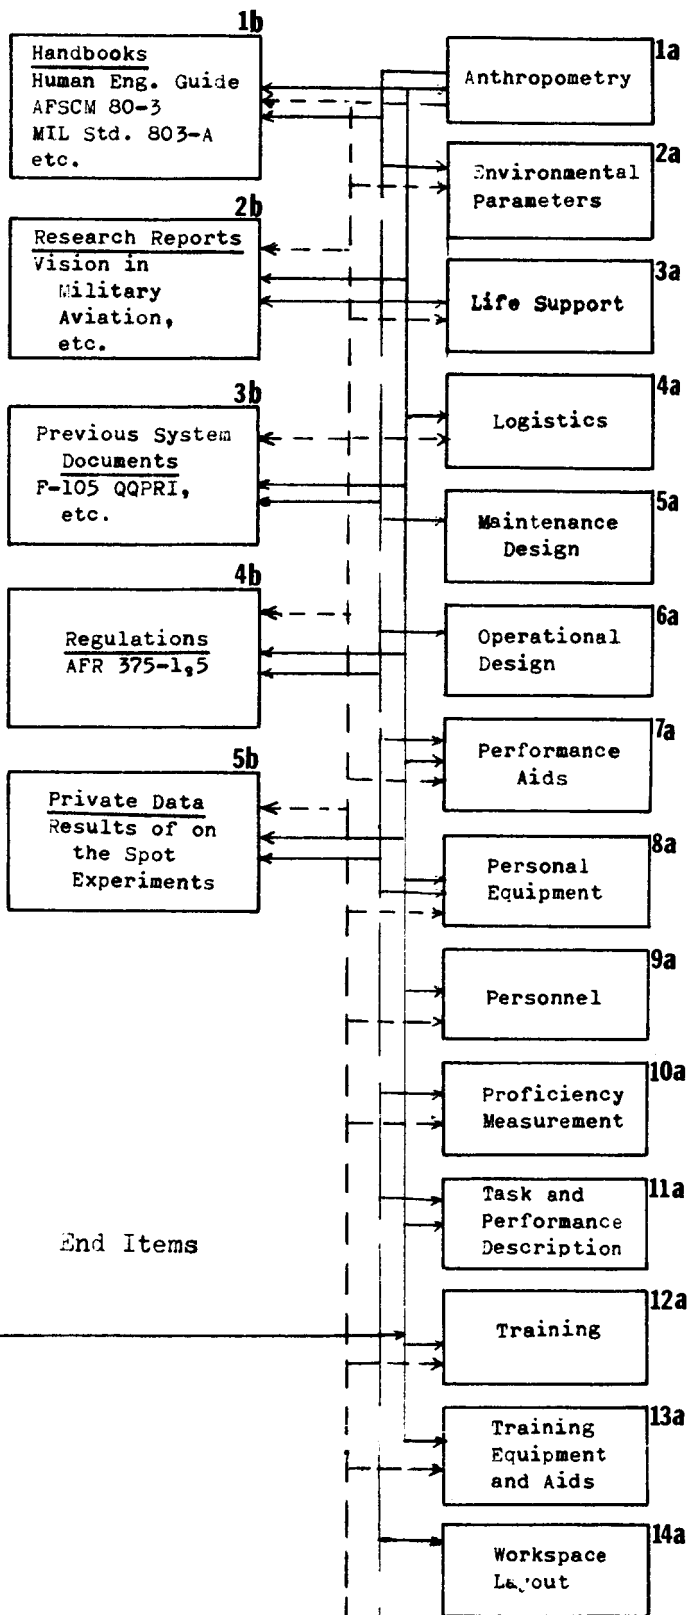 1b
Handbooks
Human Eng. Guide
AFSCM 80-3
MIL Std. 803-A
etc.
2b
Research Reports
Vision in
Military
Aviation,
etc.
3b
Previous System
Documents
F-105 QQPRI,
etc.
4b
Regulations
AFR 375-1,5
5b
Private Data
Results of on
the Spot
Experiments
End Items
1a
Anthropometry
2a
Environmental
Parameters
3a
Life Support
4a
Logistics
5a
Maintenance
Design
6a
Operational
Design
7a
Performance
Aids
8a
Personal
Equipment
9a
Personnel
10a
Proficiency
Measurement
11a
Task and
Performance
Description
12a
Training
13a
Training
Equipment
and Aids
14a
Workspace
Layout